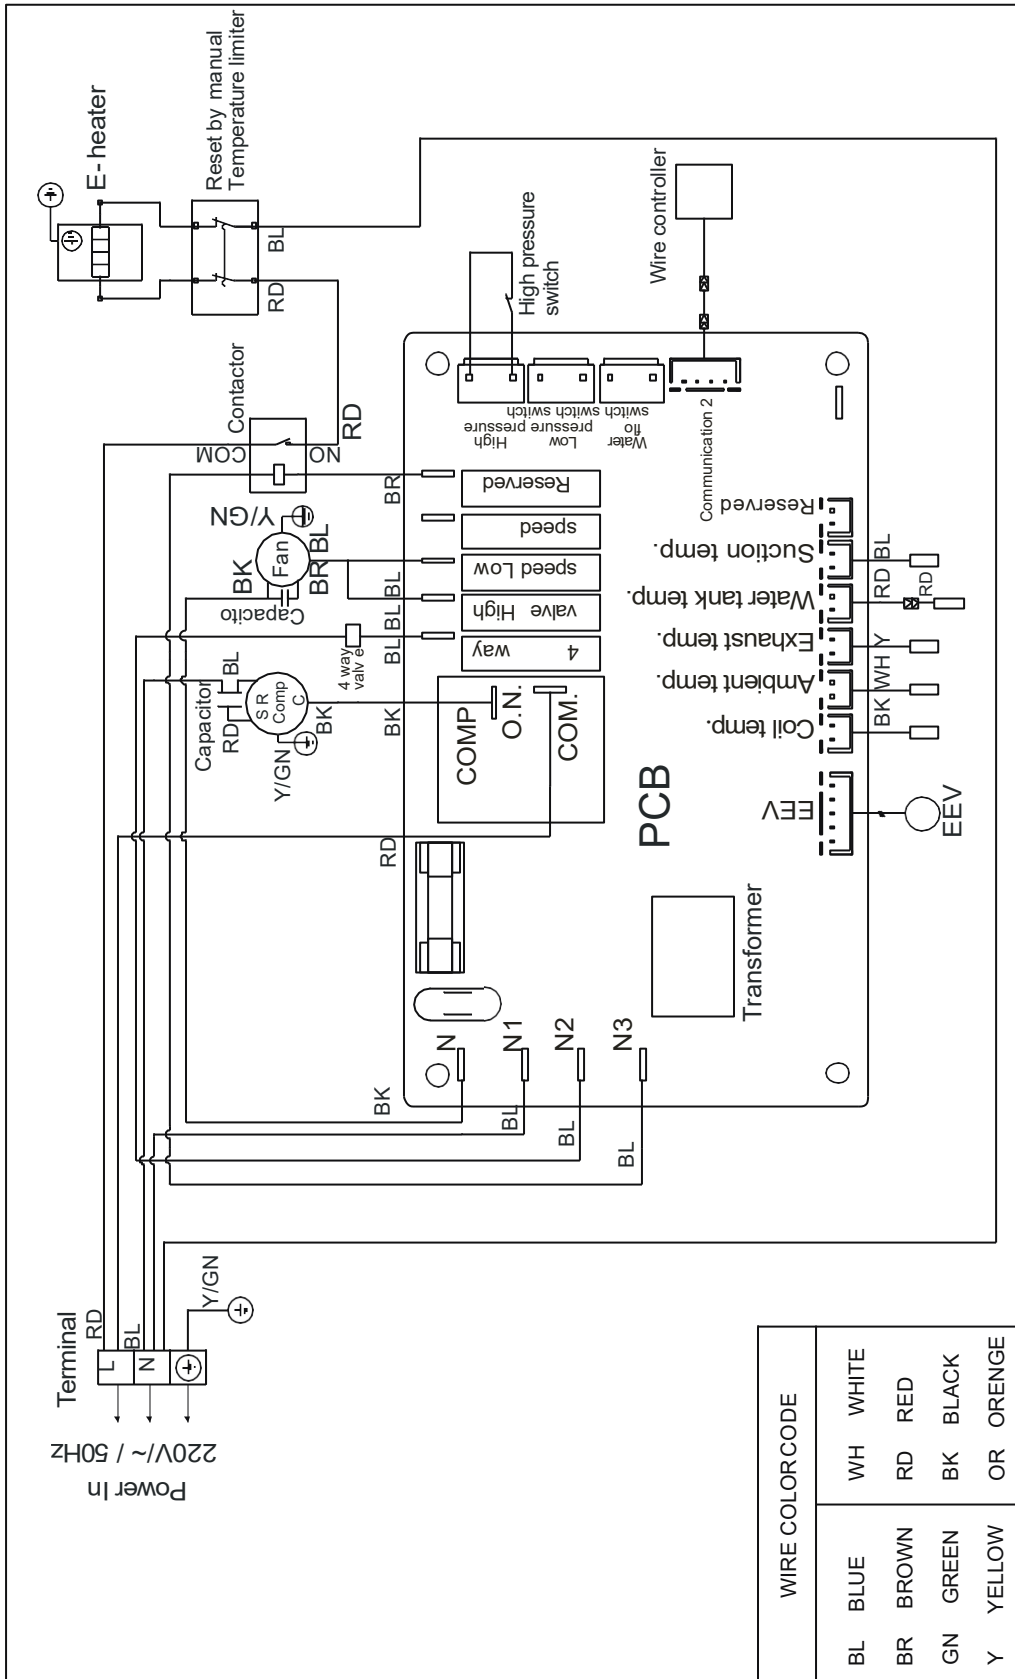 E-heater
Reset by manual
Temperature limiter
RD
BL
Contactor
COM
NO
RD
High pressure
switch
Wire controller
High
pressure
switch
Low
pressure
switch
Water
flo
switch
Communication 2
BR
Reserved
speed
speed Low
valve High
4 way
Y/GN
Fan
BK
BR
BL
Capacito
BL
BL
BL
4 way
valv e
Capacitor
BL
RD
S R
Comp
C
BK
Y/GN
BK
COMP
O.N.
COM.
PCB
RD
Reserved
Suction temp.
BL
Water tank temp.
RD
RD
Exhaust temp.
Y
Ambient temp.
WH
Coil temp.
BK
EEV
EEV
Transformer
N
N1
N2
N3
BK
BL
BL
BL
Terminal
RD
BL
L
N
Y/GN
Power In
220V/~ / 50Hz
WIRE COLORCODE
BL BLUE WH WHITE
BR BROWN RD RED
GN GREEN BK BLACK
Y YELLOW OR ORENGE